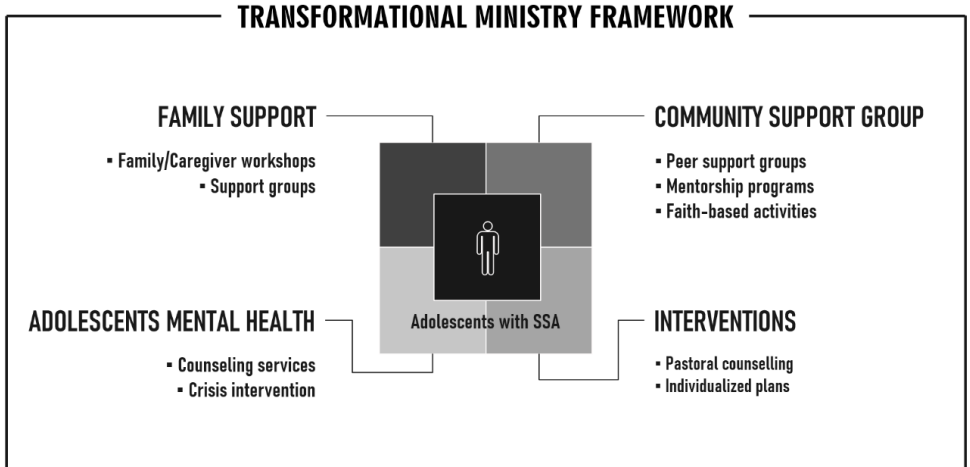 TRANSFORMATIONAL MINISTRY FRAMEWORK
FAMILY SUPPORT
▪ Family/Caregiver workshops
▪ Support groups
COMMUNITY SUPPORT GROUP
▪ Peer support groups
▪ Mentorship programs
▪ Faith-based activities
Adolescents with SSA
ADOLESCENTS MENTAL HEALTH
▪ Counseling services
▪ Crisis intervention
INTERVENTIONS
▪ Pastoral counselling
▪ Individualized plans